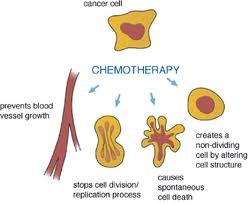 cancer cell
CHEMOTHERAPY
prevents blood
vessel growth
stops cell division/
replication process
causes
spontaneous
cell death
creates a
non-dividing
cell by altering
cell structure